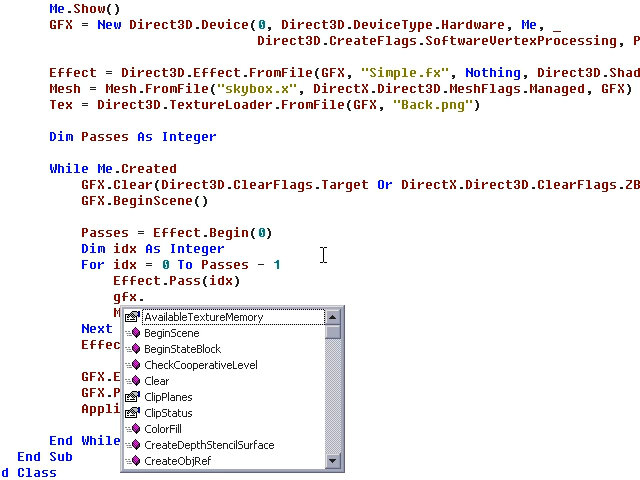 Me.Show()
GFX = New Direct3D.Device(0, Direct3D.DeviceType.Hardware, Me, _
Direct3D.CreateFlags.SoftwareVertexProcessing, P
Effect = Direct3D.Effect.FromFile(GFX, "Simple.fx", Nothing, Direct3D.Shad
Mesh = Mesh.FromFile("skybox.x", DirectX.Direct3D.MeshFlags.Managed, GFX)
Tex = Direct3D.TextureLoader.FromFile(GFX, "Back.png")
Dim Passes As Integer
While Me.Created
GFX.Clear(Direct3D.ClearFlags.Target Or DirectX.Direct3D.ClearFlags.ZB
GFX.BeginScene()
Passes = Effect.Begin(0)
Dim idx As Integer
For idx = 0 To Passes - 1
Effect.Pass(idx)
gfx.
M
AvailableTextureMemory
Next
BeginScene
Effec
BeginStateBlock
CheckCooperativeLevel
GFX.E
Clear
GFX.P
ClipPlanes
Appli
ClipStatus
ColorFill
End While
CreateDepthStencilSurface
End Sub
CreateObjRef
d Class